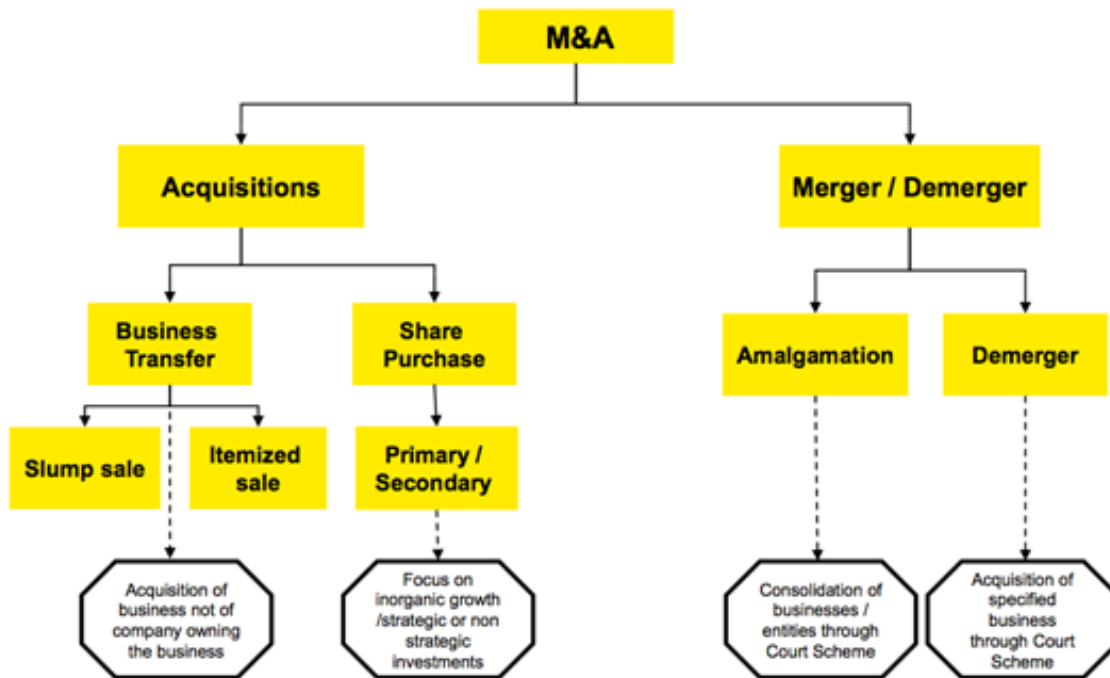 M&A
Acquisitions
Merger / Demerger
Business
Transfer
Share
Purchase
Amalgamation
Demerger
Slump sale
Itemized
sale
Primary /
Secondary
Acquisition of
business not of
company owning
the business
Focus on
inorganic growth
/strategic or non
strategic
investments
Consolidation of
businesses /
entities through
Court Scheme
Acquisition of
specified
business
through Court
Scheme